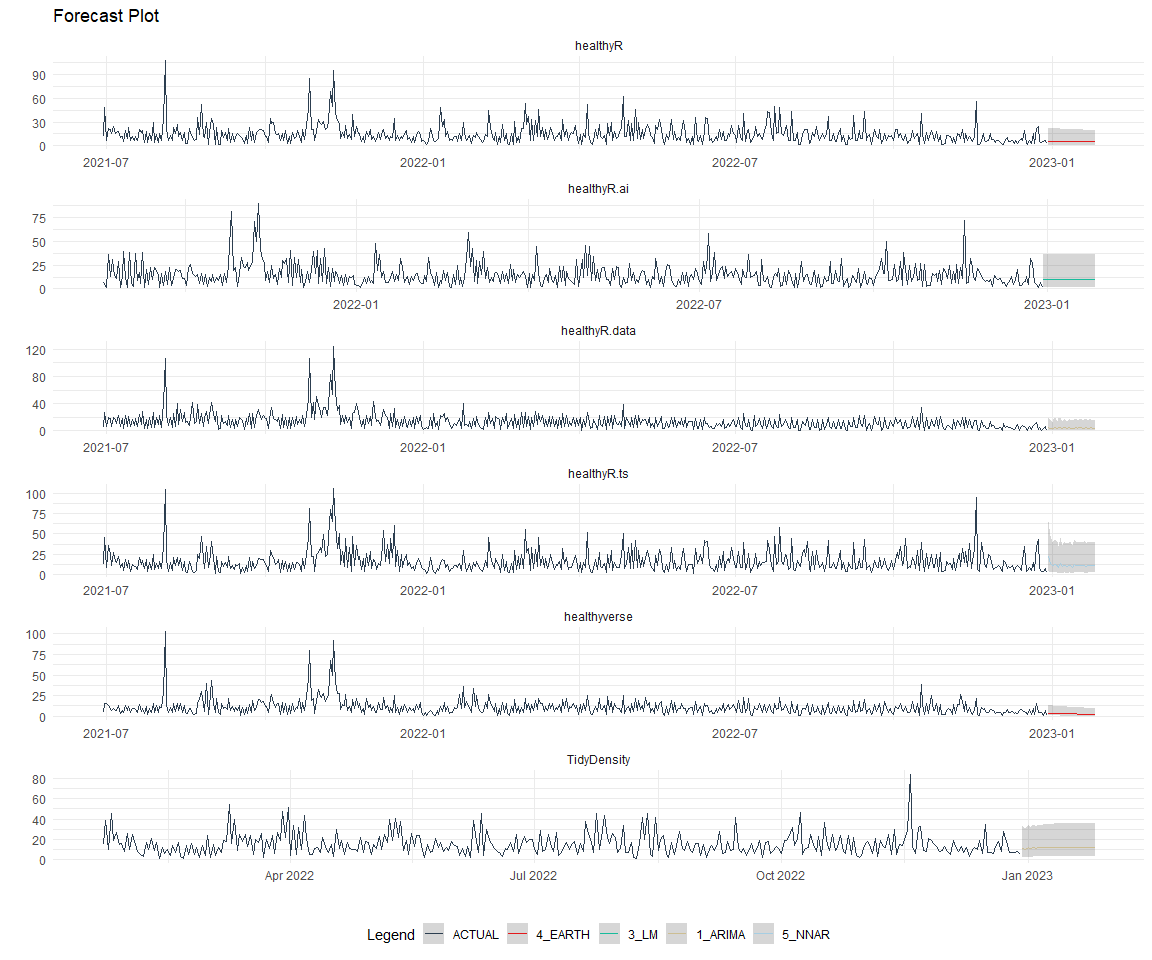 Forecast Plot
healthyR
90
60
30
0
2021-07 2022-01 2022-07 2023-01
healthyR.ai
75
50
25
0
2022-01 2022-07 2023-01
healthyR.data
120
80
40
0
2021-07 2022-01 2022-07 2023-01
healthyR.ts
100
75
50
25
0
2021-07 2022-01 2022-07 2023-01
healthyverse
100
75
50
25
0
2021-07 2022-01 2022-07 2023-01
TidyDensity
80
60
40
20
0
Apr 2022 Jul 2022 Oct 2022 Jan 2023
Legend ACTUAL 4_EARTH 3_LM 1_ARIMA 5_NNAR